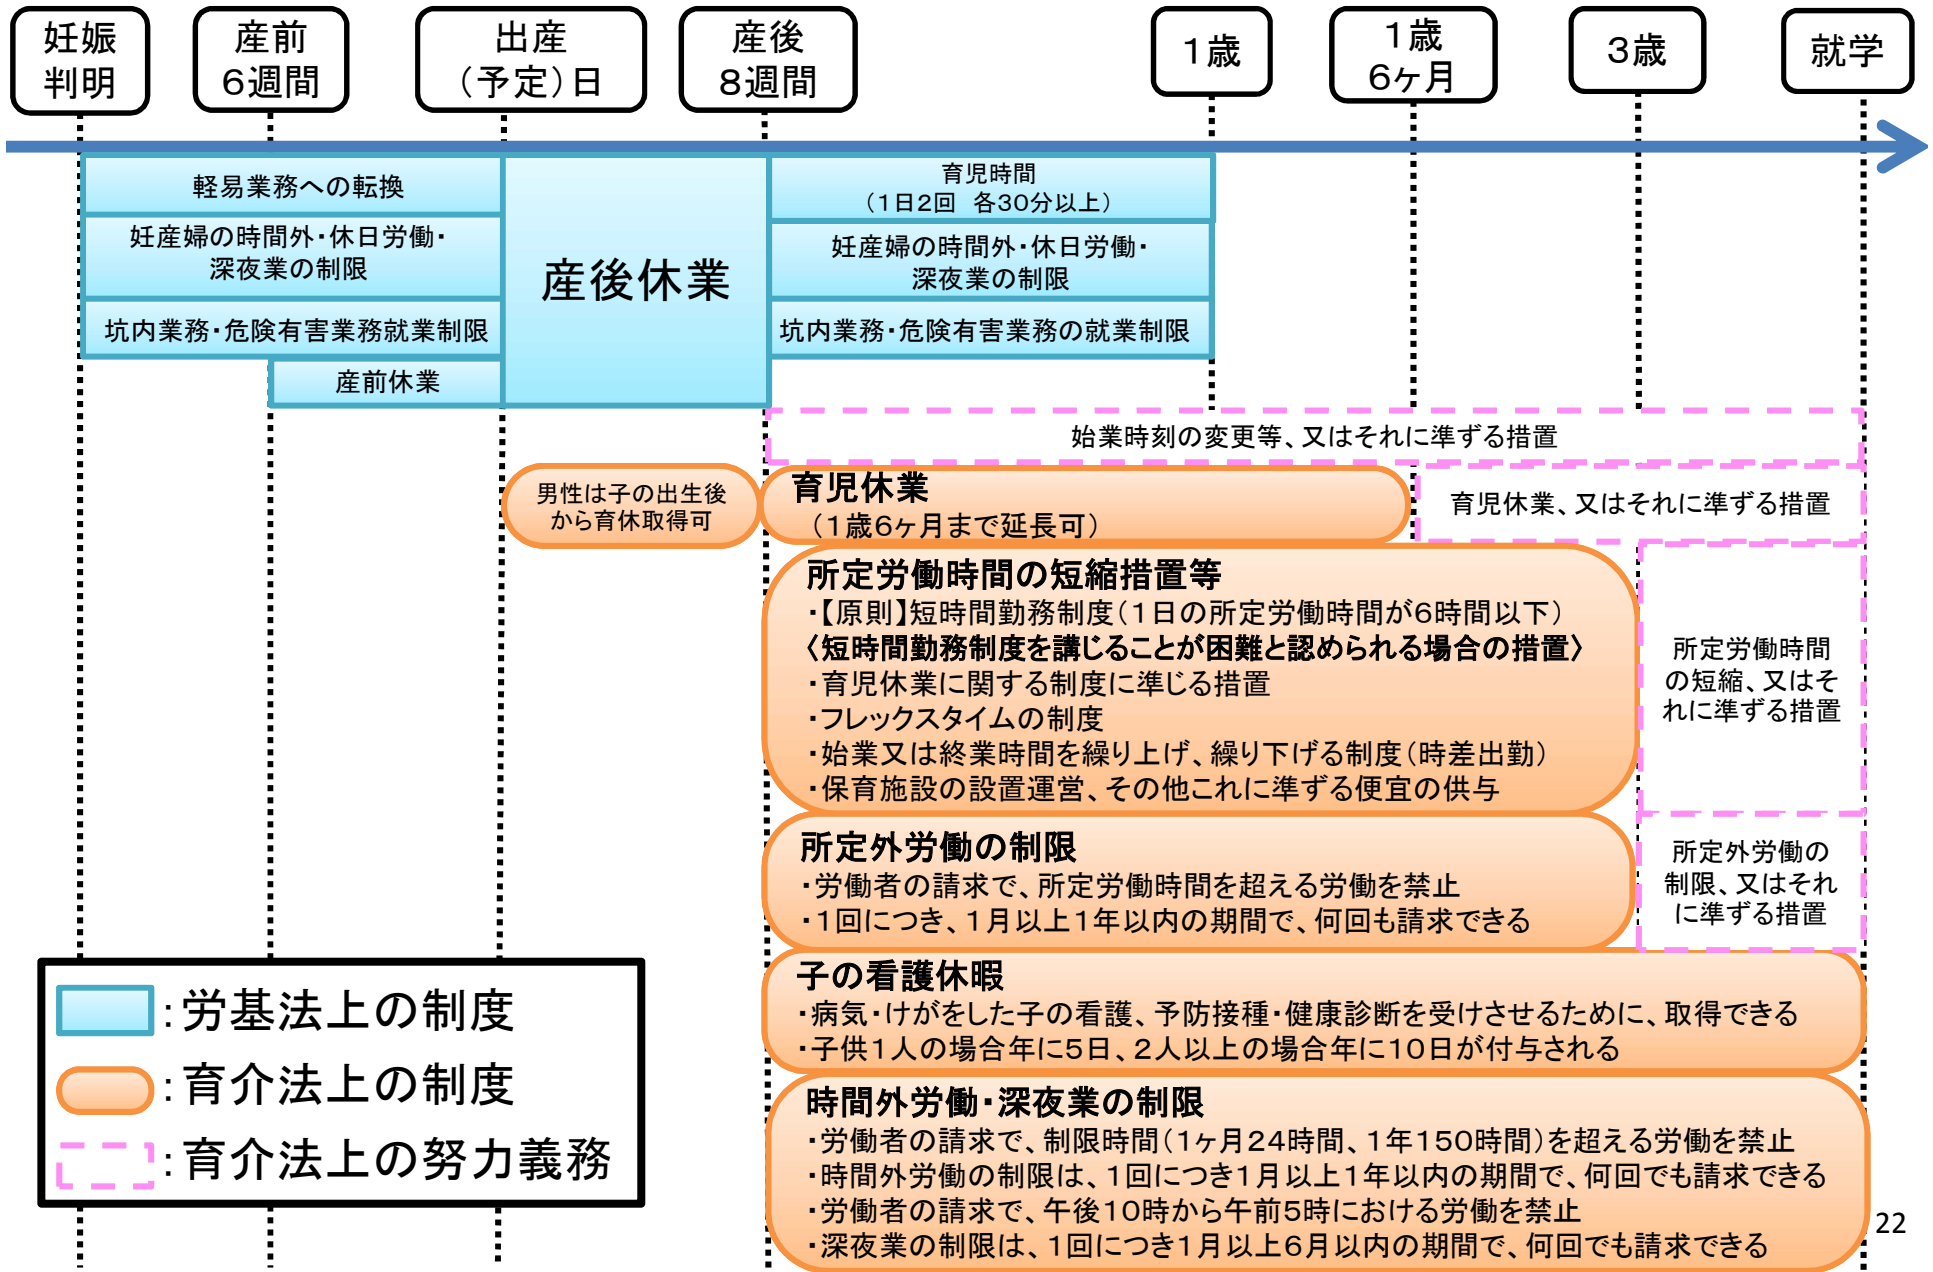 妊娠
判明
産前
6週間
出産
(予定)日
産後
8週間
1歳
1歳
6ヶ月
3歳
就学
軽易業務への転換
妊産婦の時間外・休日労働・
深夜業の制限
坑内業務・危険有害業務就業制限
産前休業
産後休業
育児時間
(1日2回 各30分以上)
妊産婦の時間外・休日労働・
深夜業の制限
坑内業務・危険有害業務の就業制限
始業時刻の変更等、又はそれに準ずる措置
男性は子の出生後
から育休取得可
育児休業
(1歳6ヶ月まで延長可)
育児休業、又はそれに準ずる措置
所定労働時間の短縮措置等
・【原則】短時間勤務制度(1日の所定労働時間が6時間以下)
〈短時間勤務制度を講じることが困難と認められる場合の措置〉
・育児休業に関する制度に準じる措置
・フレックスタイムの制度
・始業又は終業時間を繰り上げ、繰り下げる制度(時差出勤)
・保育施設の設置運営、その他これに準ずる便宜の供与
所定労働時間
の短縮、又はそ
れに準ずる措置
所定外労働の制限
・労働者の請求で、所定労働時間を超える労働を禁止
・1回につき、1月以上1年以内の期間で、何回も請求できる
所定外労働の
制限、又はそれ
に準ずる措置
子の看護休暇
・病気・けがをした子の看護、予防接種・健康診断を受けさせるために、取得できる
・子供1人の場合年に5日、2人以上の場合年に10日が付与される
時間外労働・深夜業の制限
・労働者の請求で、制限時間(1ヶ月24時間、1年150時間)を超える労働を禁止
・時間外労働の制限は、1回につき1月以上1年以内の期間で、何回でも請求できる
・労働者の請求で、午後10時から午前5時における労働を禁止
・深夜業の制限は、1回につき1月以上6月以内の期間で、何回でも請求できる
:労基法上の制度
:育介法上の制度
:育介法上の努力義務
22